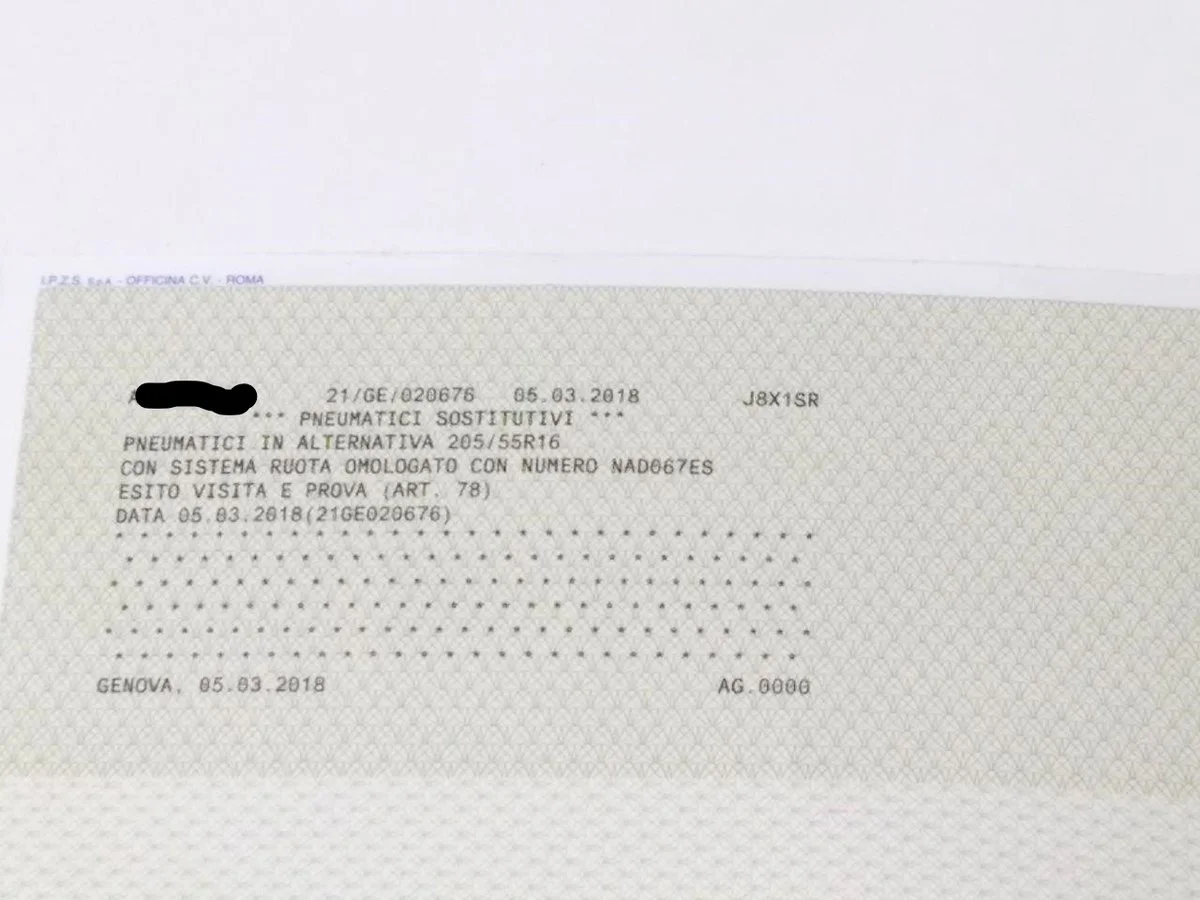 I.P.Z.S. S.p.A. - OFFICINA C.V. - ROMA
21/GE/020676 05.03.2018 J8X1SR
*** PNEUMATICI SOSTITUTIVI ***
PNEUMATICI IN ALTERNATIVA 205/55R16
CON SISTEMA RUOTA OMOLOGATO CON NUMERO NAD067ES
ESITO VISITA E PROVA (ART. 78)
DATA 05.03.2018(21GE020676)
* * * * * * * * * * * * * * * * * * * * * * * * * * * *
* * * * * * * * * * * * * * * * * * * * * * * * * * *
* * * * * * * * * * * * * * * * * * * * * * * * * * * *
* * * * * * * * * * * * * * * * * * * * * * * * * * *
* * * * * * * * * * * * * * * * * * * * * * * * * * * *
* * * * * * * * * * * * * * * * * * * * * * * * * * *
GENOVA, 05.03.2018 AG.0000